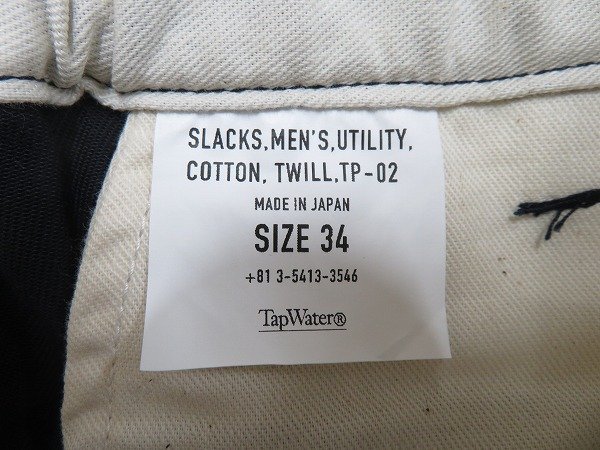 SLACKS,MEN'S,UTILITY,
COTTON, TWILL,TP-02
MADE IN JAPAN
SIZE 34
+81 3-5413-3546
TapWater®